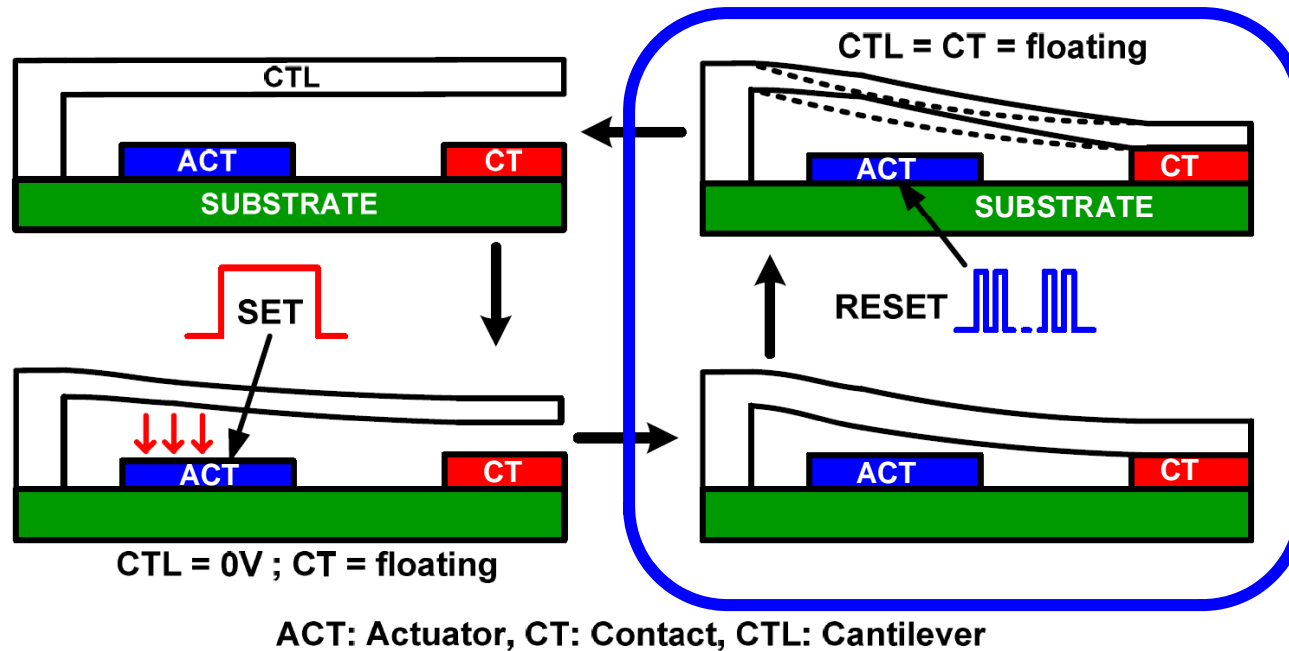 CTL
ACT
CT
SUBSTRATE
CTL = CT = floating
ACT
CT
SUBSTRATE
SET
RESET
ACT
CT
CTL = 0V ; CT = floating
ACT
CT
ACT: Actuator, CT: Contact, CTL: Cantilever